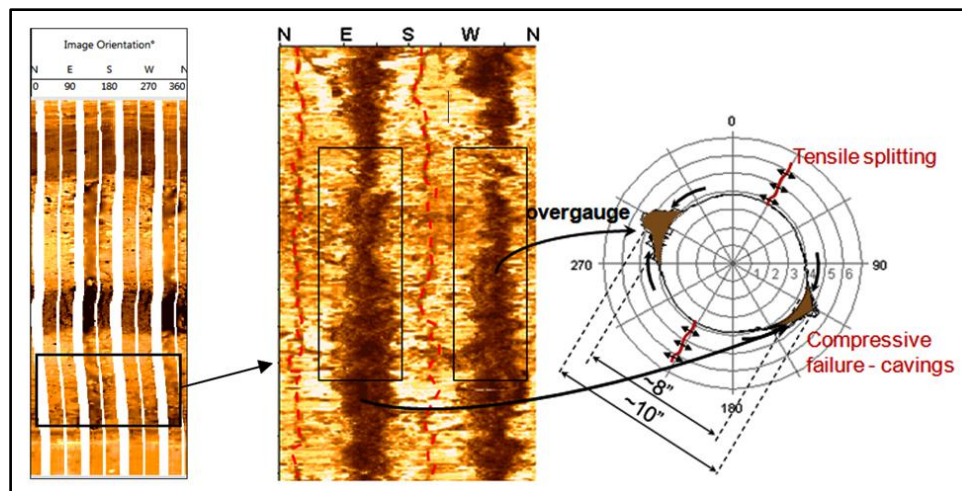 Image Orientation°
N E S W N
0 90 180 270 360
N E S W N
overgauge
0
Tensile splitting
270
1 2 3 4 5 6
90
Compressive
failure - cavings
~8”
~10”
180